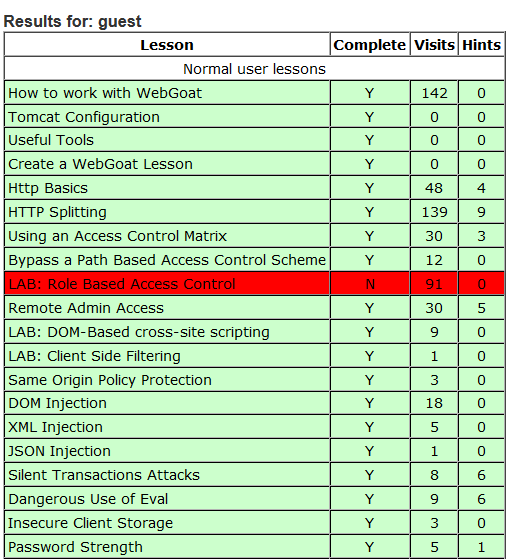 Results for: guest
Lesson Complete Visits Hints
Normal user lessons
How to work with WebGoat Y 142 0
Tomcat Configuration Y 0 0
Useful Tools Y 0 0
Create a WebGoat Lesson Y 0 0
Http Basics Y 48 4
HTTP Splitting Y 139 9
Using an Access Control Matrix Y 30 3
Bypass a Path Based Access Control Scheme Y 12 0
LAB: Role Based Access Control N 91 0
Remote Admin Access Y 30 5
LAB: DOM-Based cross-site scripting Y 9 0
LAB: Client Side Filtering Y 1 0
Same Origin Policy Protection Y 3 0
DOM Injection Y 18 0
XML Injection Y 5 0
JSON Injection Y 1 0
Silent Transactions Attacks Y 8 6
Dangerous Use of Eval Y 9 6
Insecure Client Storage Y 3 0
Password Strength Y 5 1